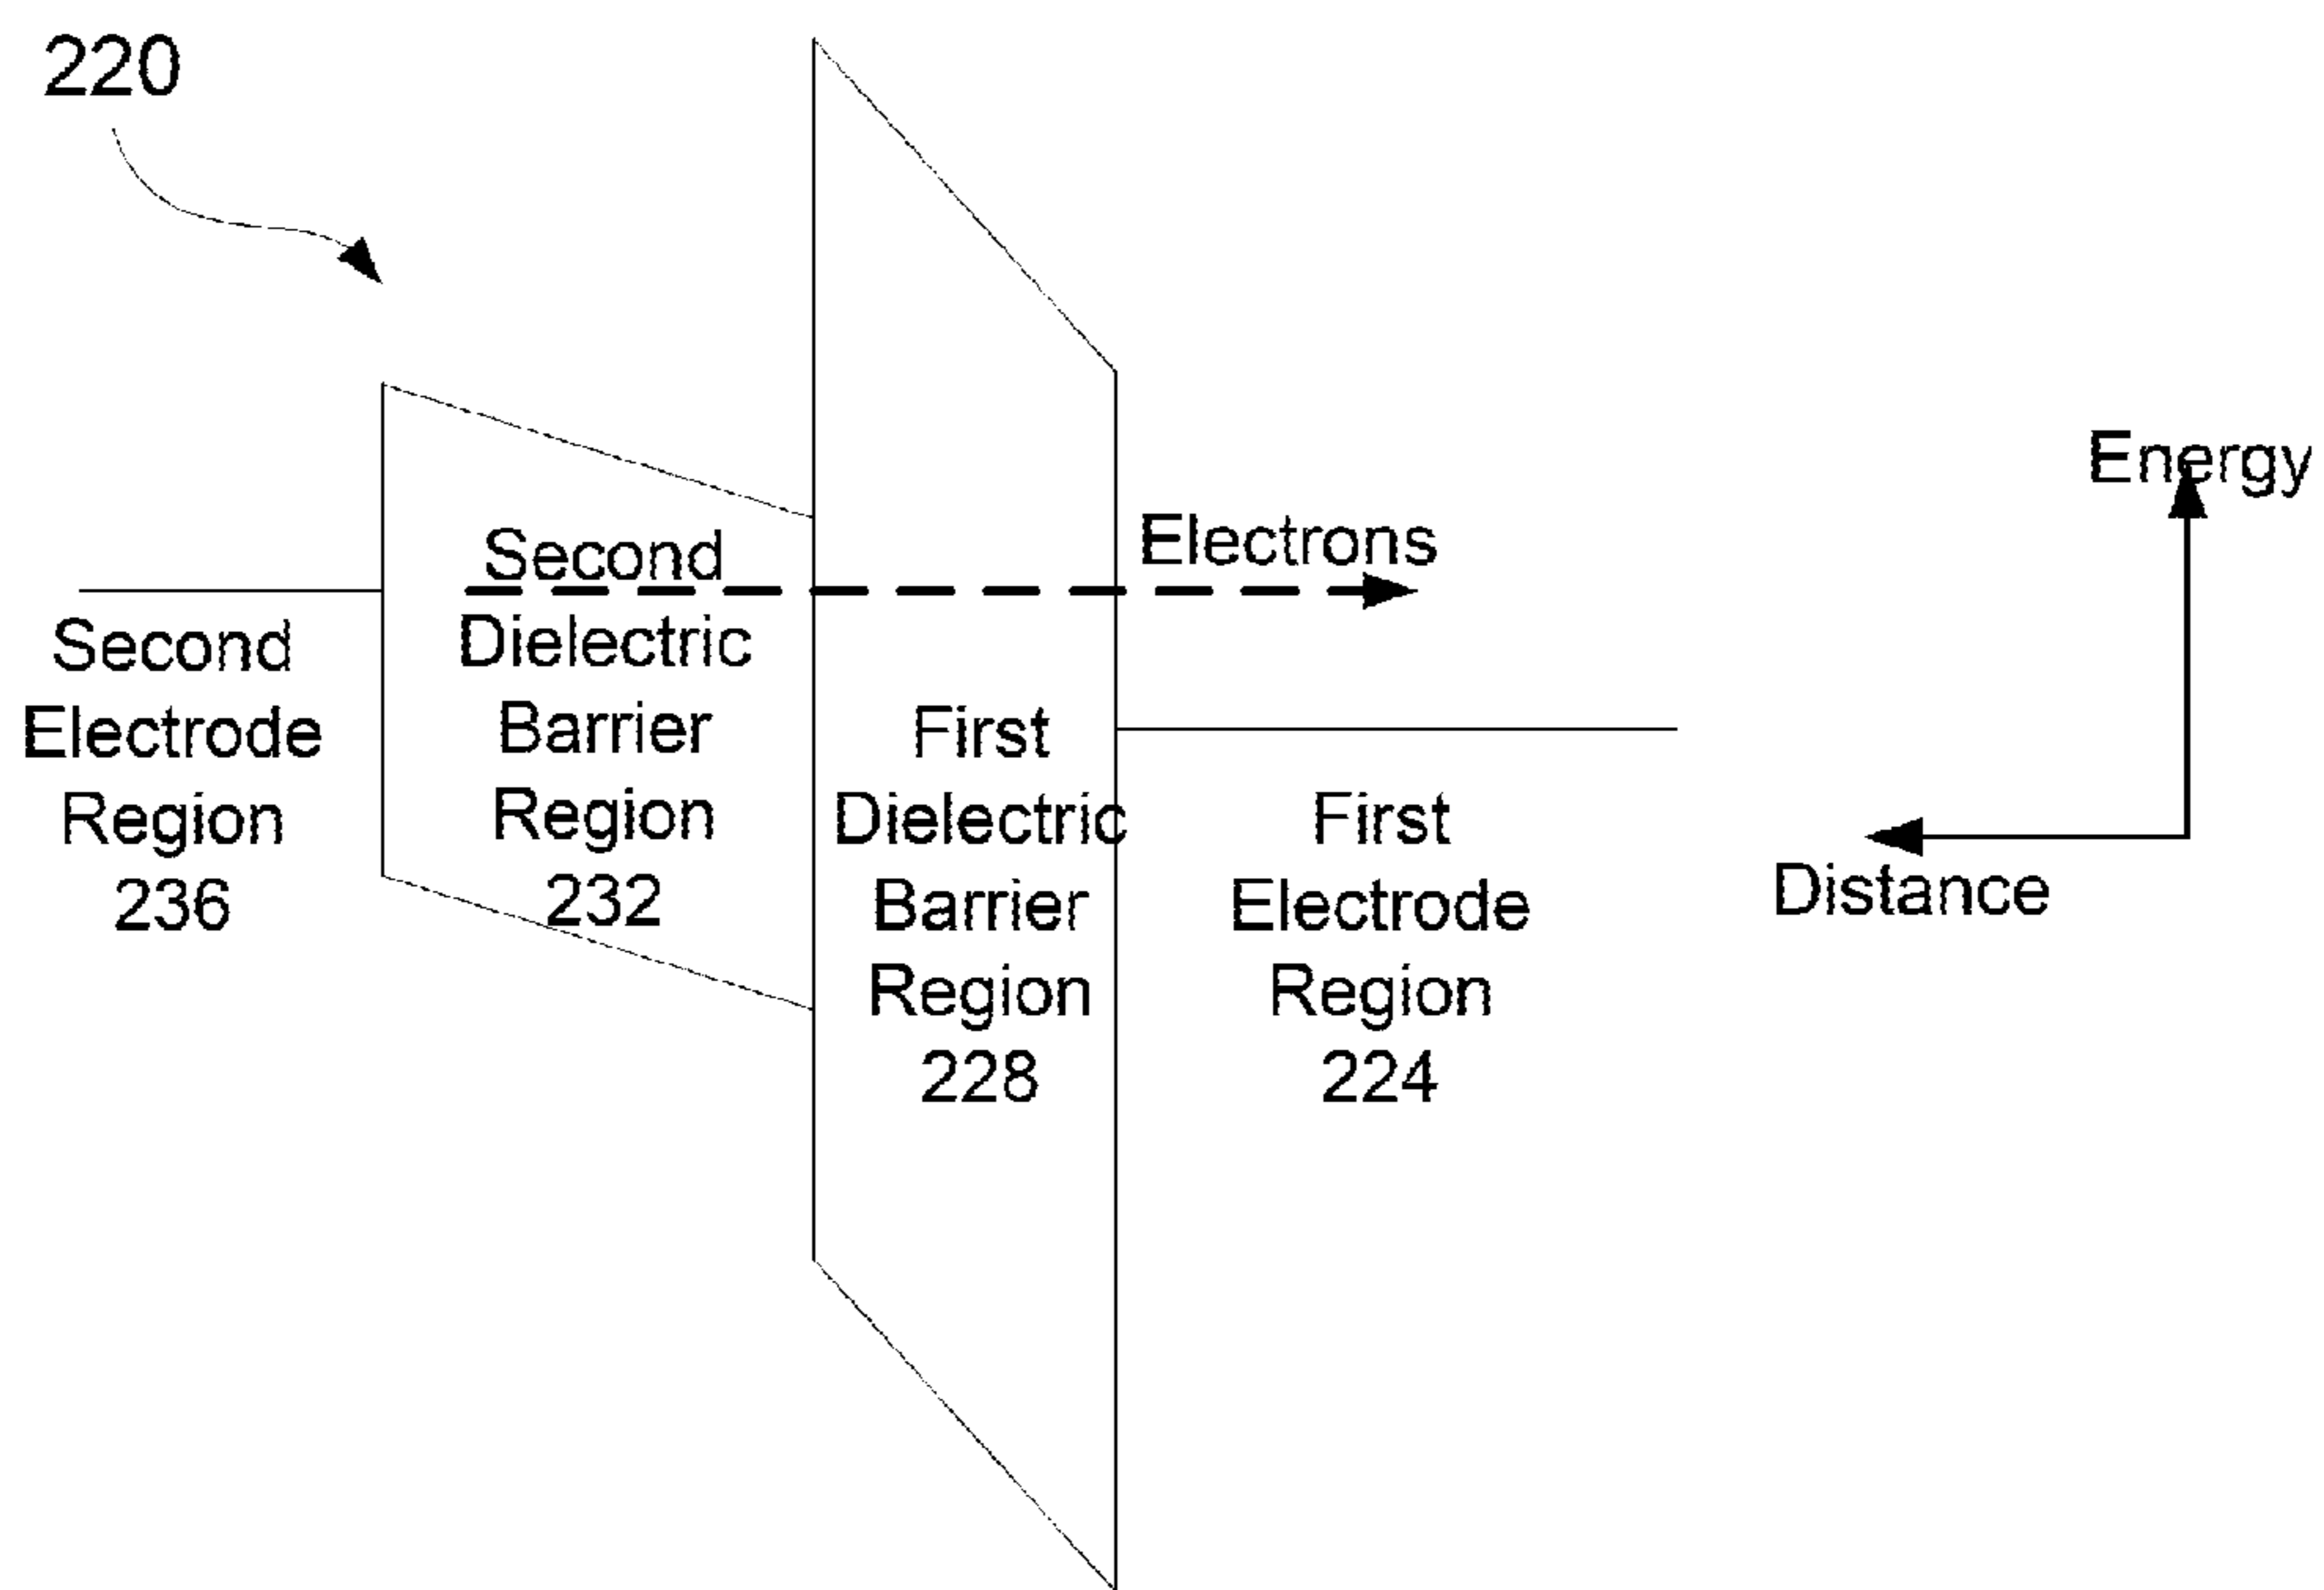 220
Energy
Electrons
Second
Dielectric
Barrier
Region
232
Second
Electrode
Region
236
First
Dielectric
Barrier
Region
228
First
Electrode
Region
224
Distance